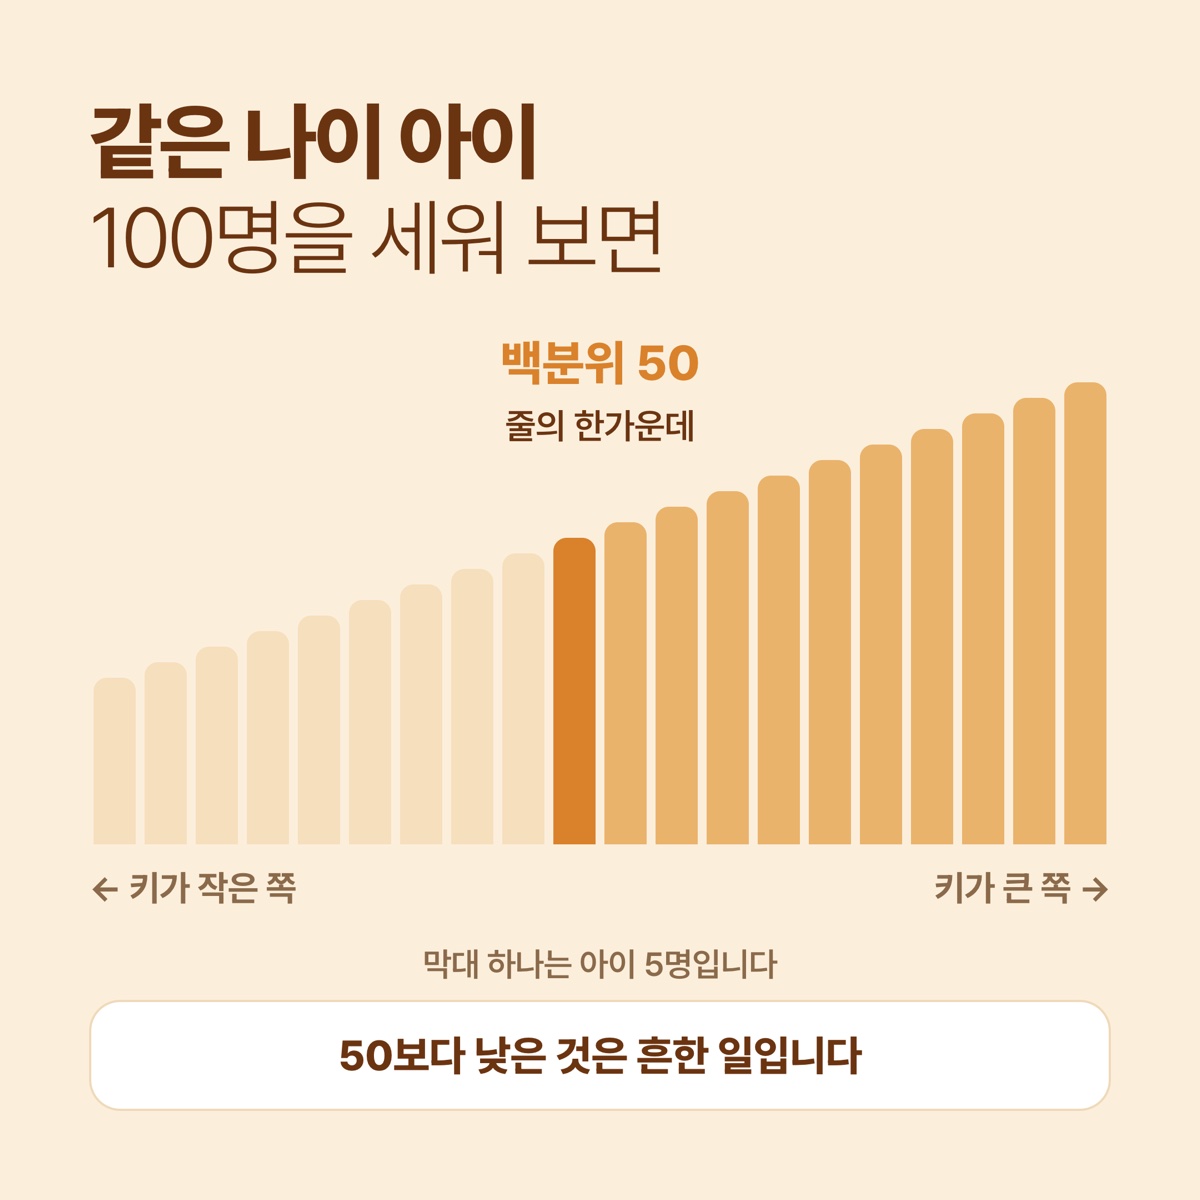 같은 나이 아이
100명을 세워 보면
백분위 50
줄의 한가운데
← 키가 작은 쪽
키가 큰 쪽 →
막대 하나는 아이 5명입니다
50보다 낮은 것은 흔한 일입니다